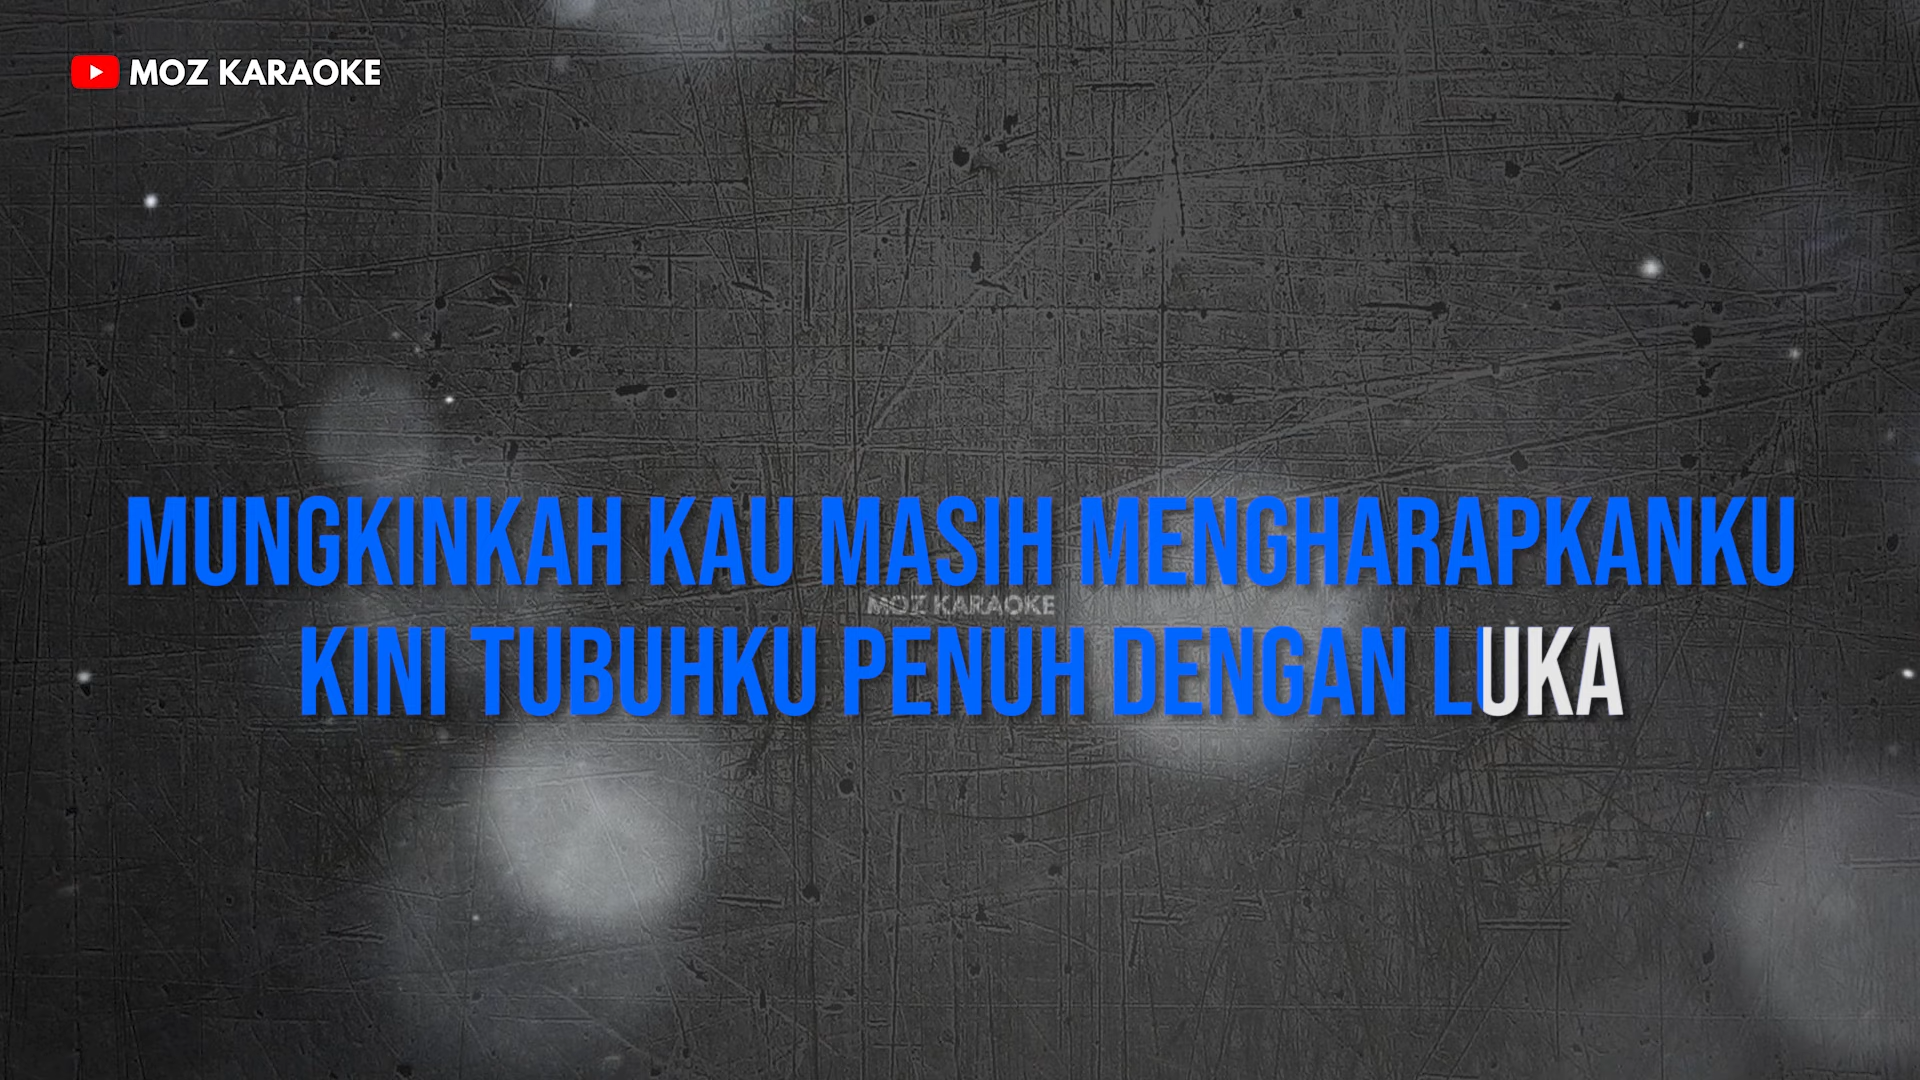 MOZ KARAOKE
MUNGKINKAH KAU MASIH MENGHARAPKANKU
MOZ KARAOKE
KINI TUBUHKU PENUH DENGAN LUKA